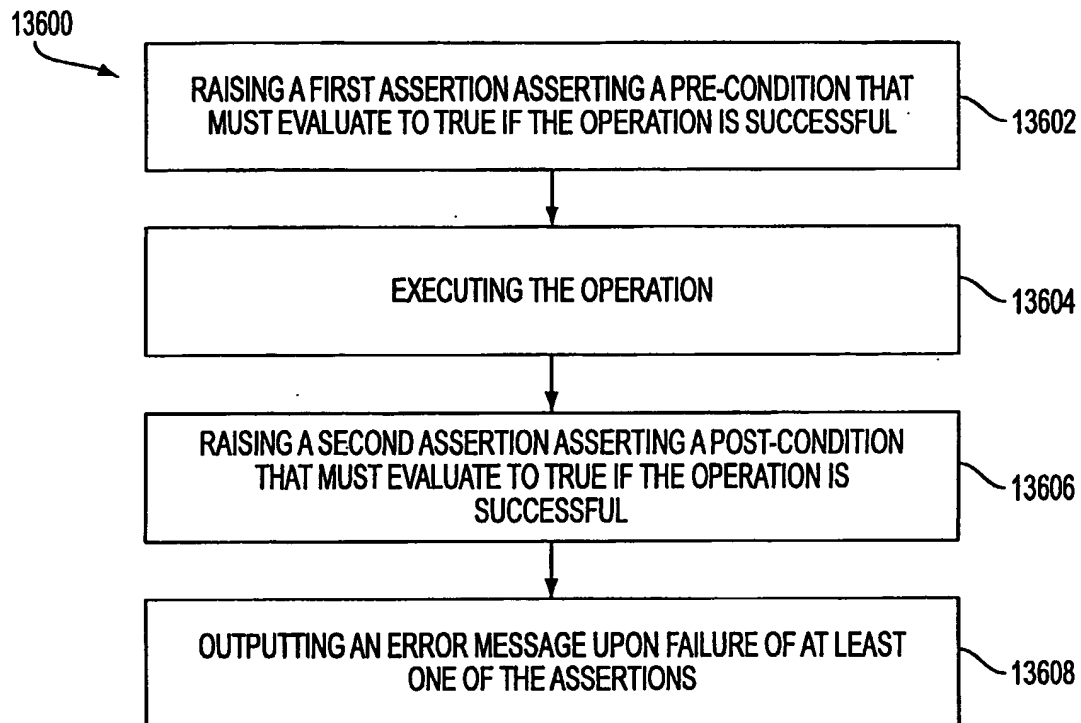 13600
RAISING A FIRST ASSERTION ASSERTING A PRE-CONDITION THAT
MUST EVALUATE TO TRUE IF THE OPERATION IS SUCCESSFUL
13602
EXECUTING THE OPERATION
13604
RAISING A SECOND ASSERTION ASSERTING A POST-CONDITION
THAT MUST EVALUATE TO TRUE IF THE OPERATION IS
SUCCESSFUL
13606
OUTPUTTING AN ERROR MESSAGE UPON FAILURE OF AT LEAST
ONE OF THE ASSERTIONS
13608